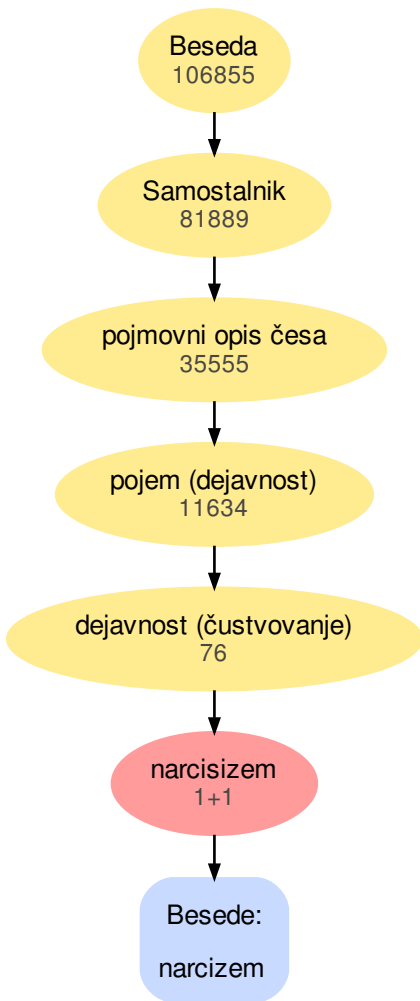 Beseda
106855
Samostalnik
81889
pojmovni opis česa
35555
pojem (dejavnost)
11634
dejavnost (čustvovanje)
76
narcisizem
1+1
Besede:
narcizem